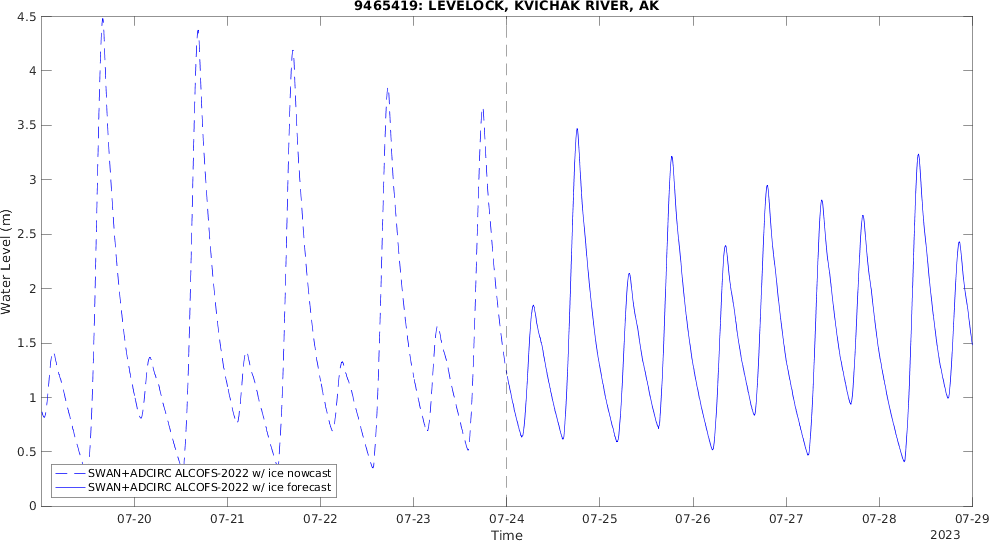 9465419: LEVELOCK, KVICHAK RIVER, AK
4.5
4
3.5
3
2.5
2
1.5
1
0.5
0
Water Level (m)
SWAN+ADCIRC ALCOFS-2022 w/ ice nowcast
SWAN+ADCIRC ALCOFS-2022 w/ ice forecast
07-20 07-21 07-22 07-23 07-24 07-25 07-26 07-27 07-28 07-29
Time
2023